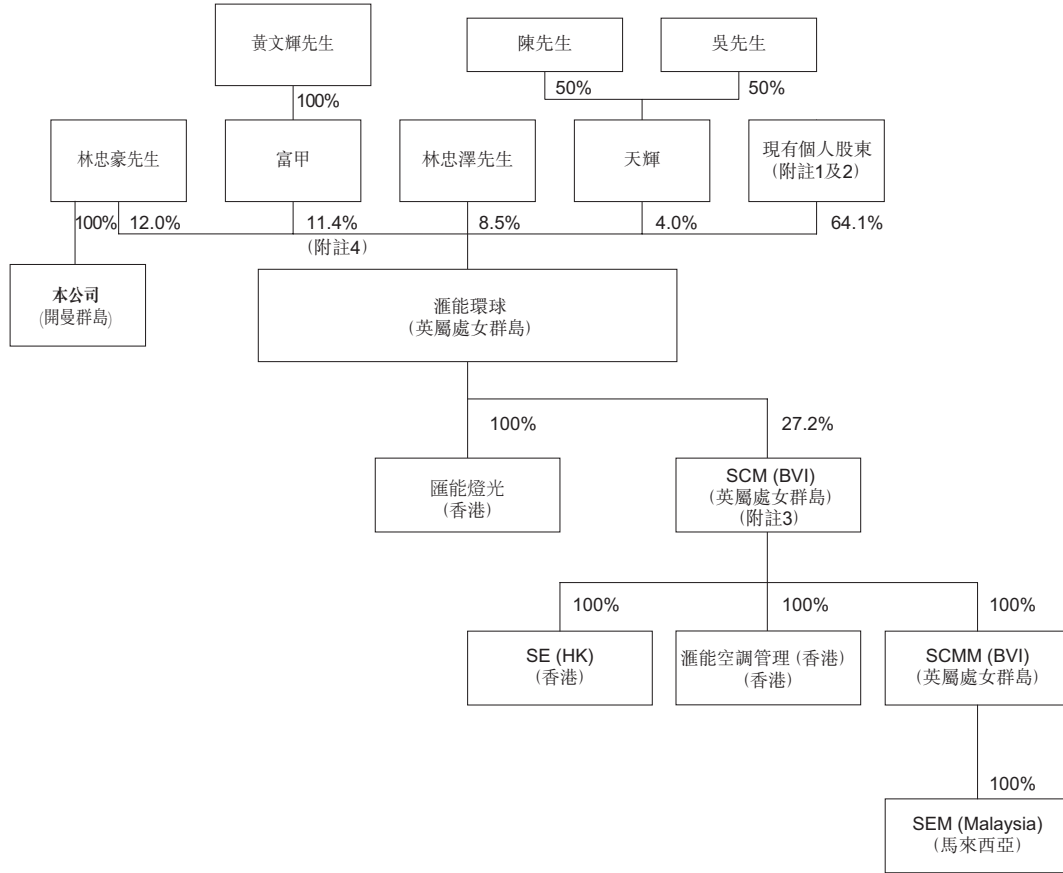 黃文輝先生
陳先生
吳先生
50%
50%
100%
林忠豪先生
富甲
林忠澤先生
天輝
現有個人股東
(附註1及2)
100%
12.0%
11.4%
8.5%
4.0%
64.1%
(附註4)
本公司
(開曼群島)
滙能環球
(英屬處女群島)
100%
27.2%
匯能燈光
(香港)
SCM (BVI)
(英屬處女群島)
(附註3)
100%
100%
100%
SE (HK)
(香港)
滙能空調管理 (香港)
(香港)
SCMM (BVI)
(英屬處女群島)
100%
SEM (Malaysia)
(馬來西亞)